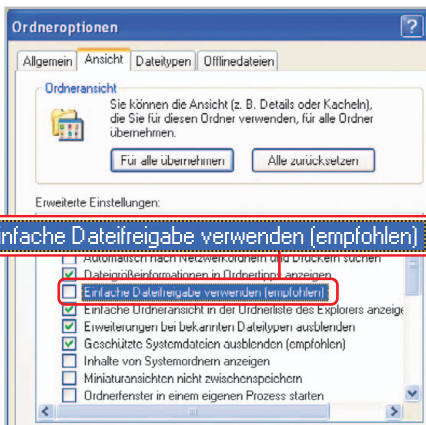 Ordneroptionen
Allgemein Ansicht Dateitypen Offlinedateien
Ordneransicht
Sie können die Ansicht (z. B. Details oder Kacheln),
die Sie für diesen Ordner verwenden, für alle Ordner
übernehmen.
Für alle übernehmen Alle zurücksetzen
Erweiterte Einstellungen:
infache Dateifreigabe verwenden (empfohlen)
Automatisch nach Netzwerkordnern und Druckern suchen
Dateigrößeinformationen in Ordnertipps anzeigen
Einfache Dateifreigabe verwenden (empfohlen)
Einfache Ordneransicht in der Ordnerliste des Explorers anzeige
Erweiterungen bei bekannten Dateitypen ausblenden
Geschützte Systemdateien ausblenden (empfohlen)
Inhalte von Systemordnern anzeigen
Miniaturansichten nicht zwischenspeichern
Ordnerfenster in einem eigenen Prozess starten